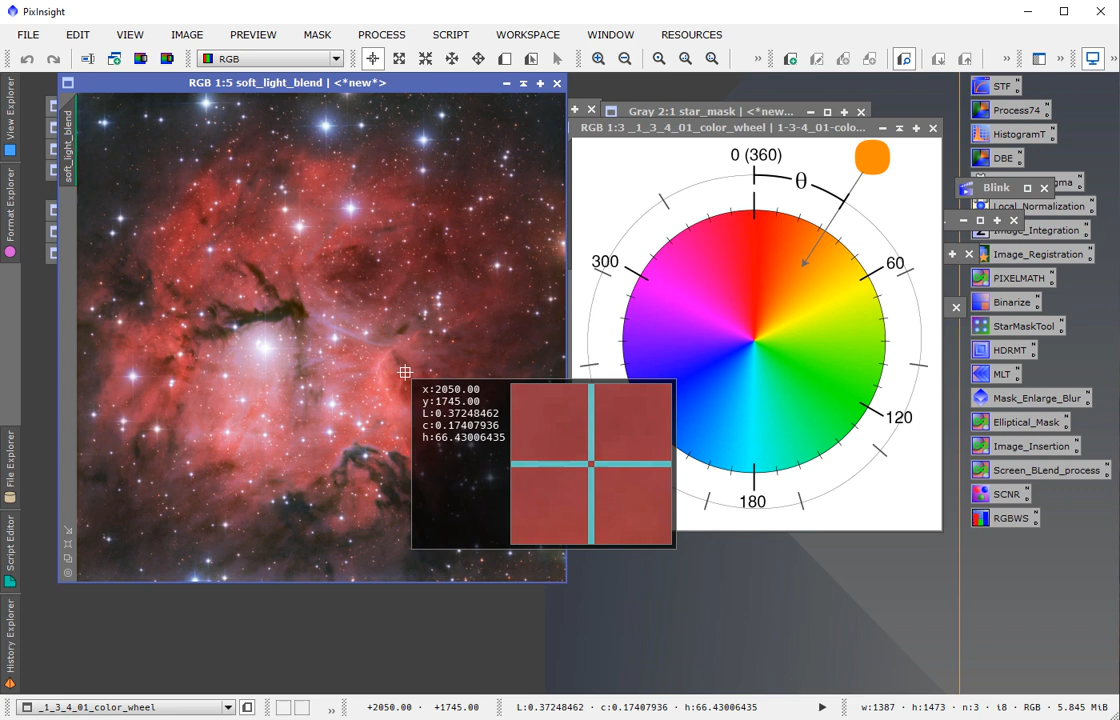 PixInsight
FILE EDIT VIEW IMAGE PREVIEW MASK PROCESS SCRIPT WORKSPACE WINDOW RESOURCES
RGB
RGB 1:5 soft_light_blend | <*new*>
Gray 2:1 star_mask | <*new...
RGB 1:3 _1_3_4_01_color_wheel | 1-3-4_01-colo...
soft_light_blend
View Explorer
Format Explorer
File Explorer
Script Editor
History Explorer
0 (360)
θ
60
120
180
300
x:2050.00
y:1745.00
L:0.37248462
c:0.17407936
h:66.43006435
STF
Process74
HistogramT
DBE
Blink
Local_Normalization
Image_Integration
Image_Registration
PIXELMATH
Binarize
StarMaskTool
HDRMT
MLT
Mask_Enlarge_Blur
Elliptical_Mask
Image_Insertion
Screen_BLend_process
SCNR
RGBWS
_1_3_4_01_color_wheel
+2050.00 · +1745.00
L:0.37248462 · c:0.17407936 · h:66.43006435
w:1387 · h:1473 · n:3 · i8 · RGB · 5.845 MiB